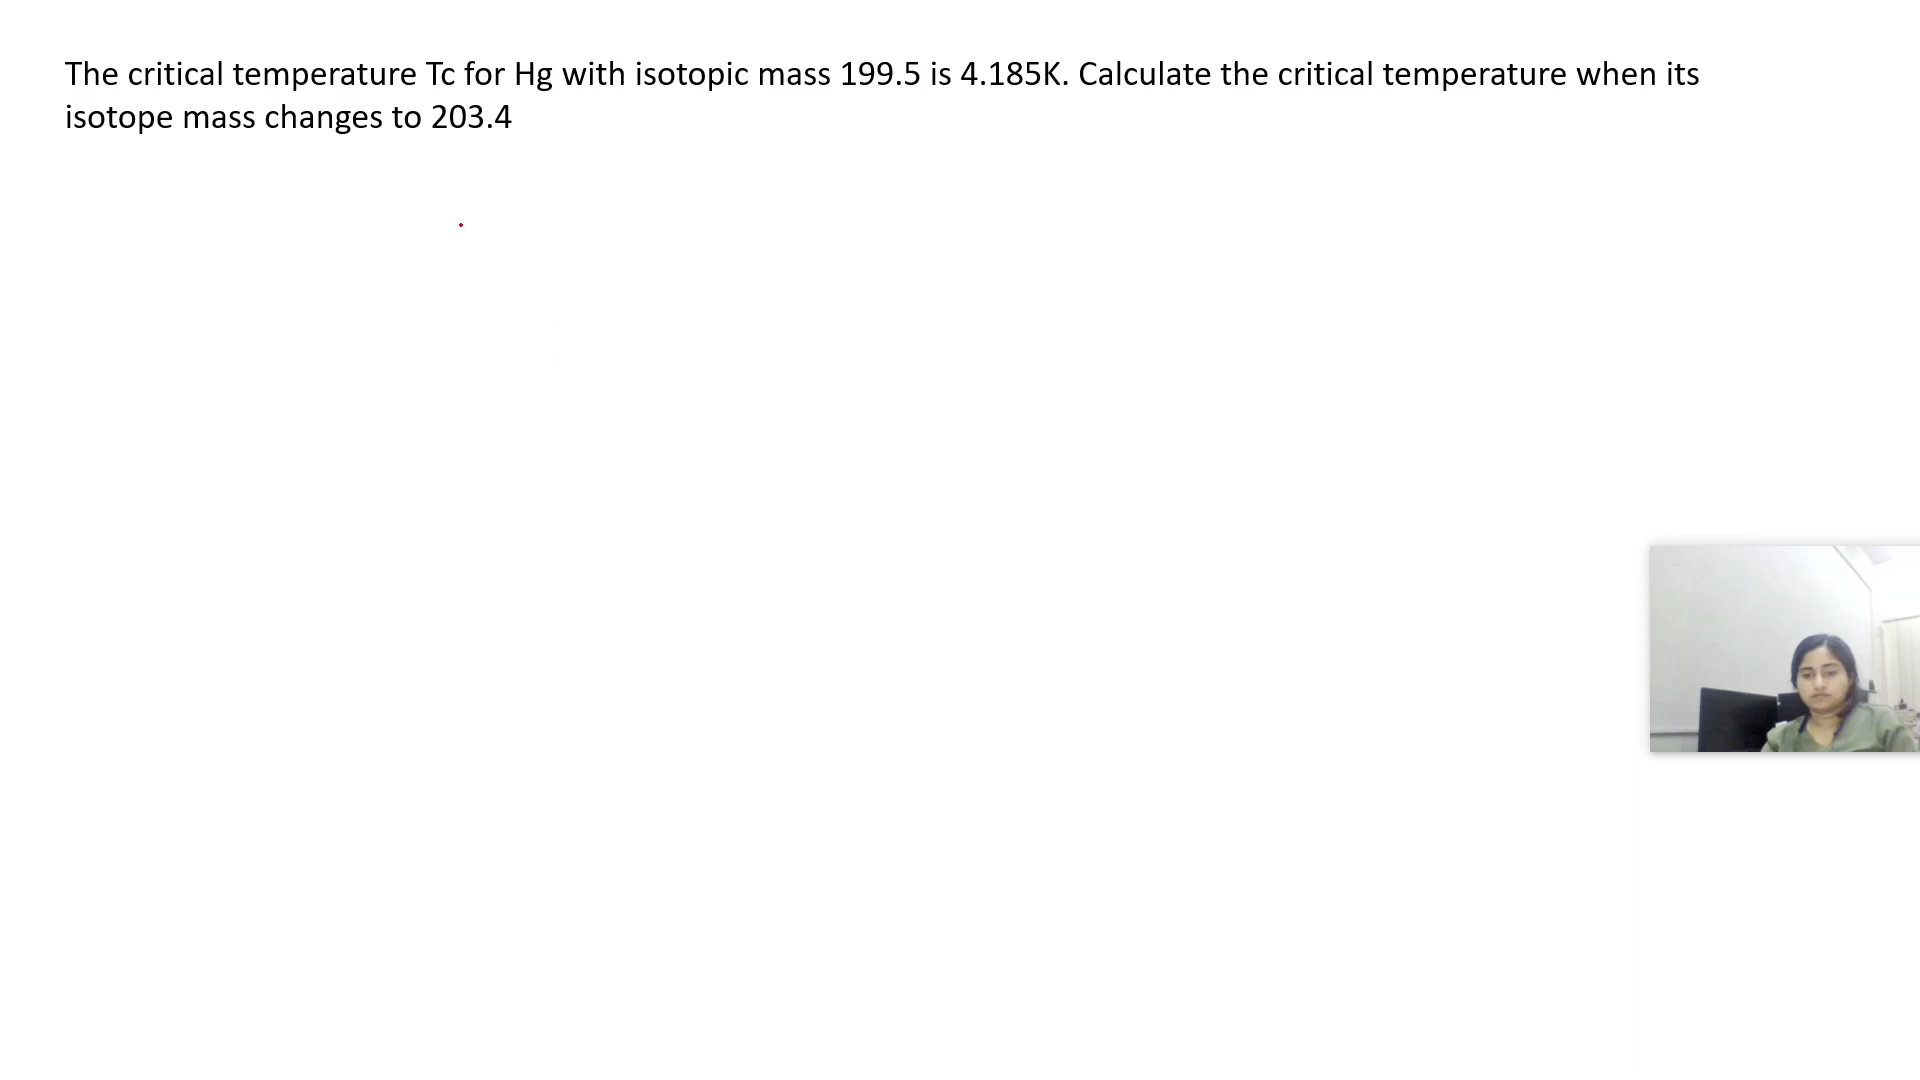 The critical temperature Tc for Hg with isotopic mass 199.5 is 4.185K. Calculate the critical temperature when its
isotope mass changes to 203.4